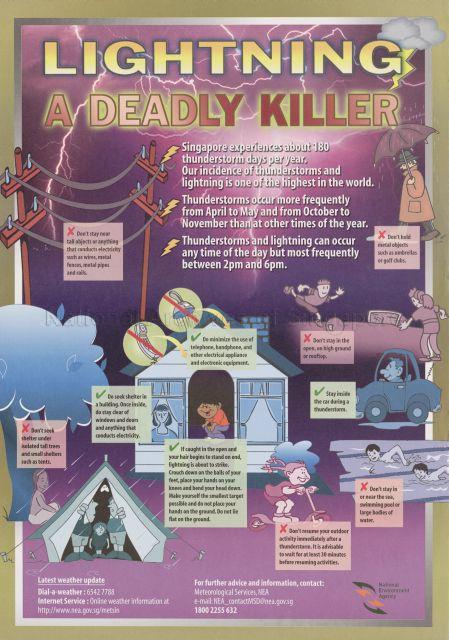 LIGHTNING
A DEADLY KILLER
Singapore experiences about 180
thunderstorm days per year.
Our incidence of thunderstorms and
lightning is one of the highest in the world.
Thunderstorms occur more frequently
from April to May and from October to
November than at other times of the year.
Thunderstorms and lightning can occur
any time of the day but most frequently
between 2pm and 6pm.
Don't stay near
tall objects or anything
that conducts electricity
such as wires, metal
fences, metal pipes
and rails.
Don't hold
metal objects
such as umbrellas
or golf clubs.
Do minimize the use of
telephone, handphone, and
other electrical appliance
and electronic equipment.
Don't stay in the
open, on high ground
or rooftop.
Do seek shelter in
a building. Once inside,
do stay clear of
windows and doors
and anything that
conducts electricity.
Stay inside
the car during a
thunderstorm.
Don't seek
shelter under
isolated tall trees
and small shelters
such as tents.
If caught in the open and
your hair begins to stand on end,
lightning is about to strike.
Crouch down on the balls of your
feet, place your hands on your
knees and bend your head down.
Make yourself the smallest target
possible and do not place your
hands on the ground. Do not lie
flat on the ground.
Don't stay in
or near the sea,
swimming pool or
large bodies of
water.
Don't resume your outdoor
activity immediately after a
thunderstorm. It is advisable
to wait for at least 30 minutes
before resuming activities.
Latest weather update
Dial-a-weather : 6542 7788
Internet Service : Online weather information at
http://www.nea.gov.sg/metsin
For further advice and information, contact:
Meteorological Services, NEA
e-mail: NEA_contactMSD@nea.gov.sg
1800 2255 632
National
Environment
Agency